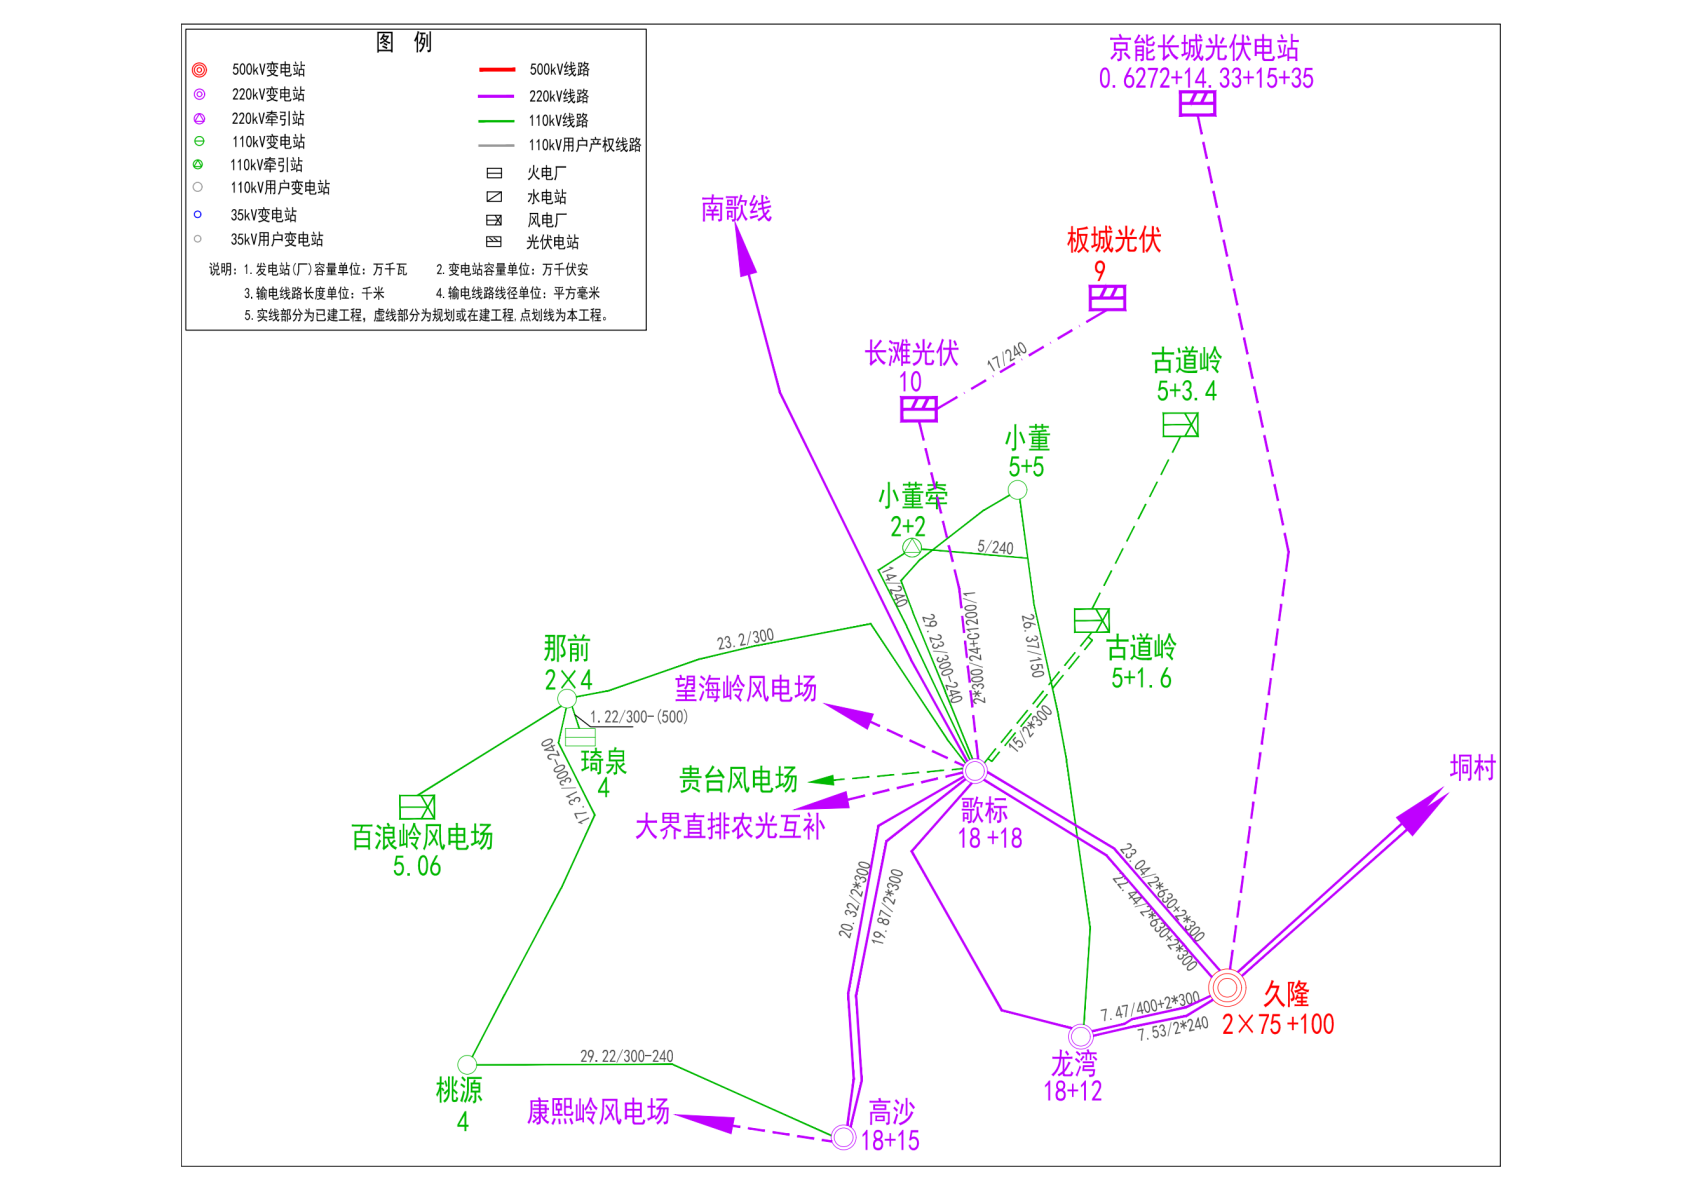 图 例
500kV变电站
500kV线路
220kV变电站
220kV线路
220kV牵引站
110kV线路
110kV变电站
110kV用户产权线路
110kV牵引站
火电厂
110kV用户变电站
水电站
35kV变电站
风电厂
35kV用户变电站
光伏电站
说明：1.发电站(厂)容量单位：万千瓦 2.变电站容量单位：万千伏安
3.输电线路长度单位：千米 4.输电线路线径单位：平方毫米
5.实线部分为已建工程，虚线部分为规划或在建工程,点划线为本工程。
京能长城光伏电站
0.6272+14.33+15+35
南歌线
板城光伏
9
17/240
长滩光伏
10
古道岭
5+3.4
小董
5+5
小董牵
2+2
5/240
14/240
29.23/300-240
2*300/24+C1200/1
26.37/150
23.2/300
那前
2×4
古道岭
5+1.6
望海岭风电场
1.22/300-(500)
15/2*300
琦泉
4
17.31/300-240
贵台风电场
大界直排农光互补
歌标
18+18
垌村
百浪岭风电场
5.06
23.04/2*630+2*300
22.44/2*630+2*300
20.32/2*300
19.87/2*300
久隆
2×75+100
7.47/400+2*300
7.53/2*240
龙湾
18+12
29.22/300-240
桃源
4
康熙岭风电场
高沙
18+15